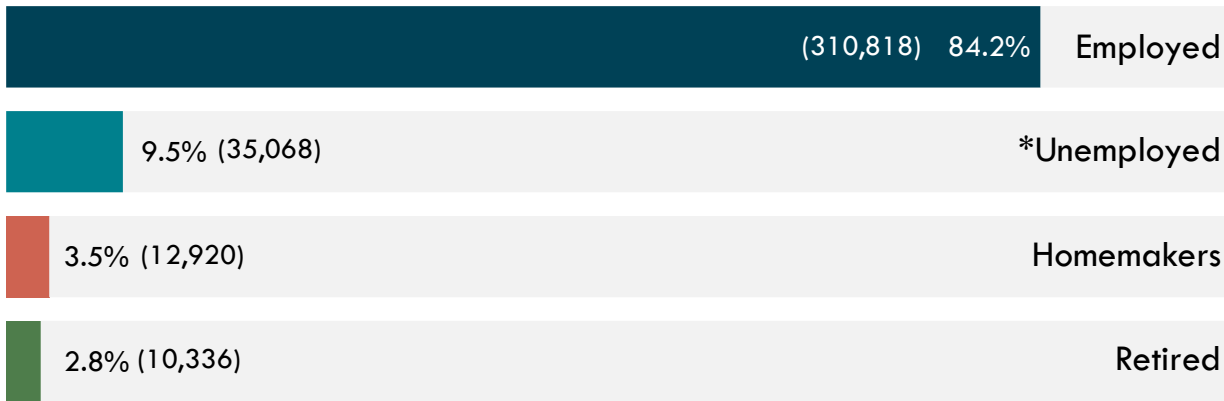 (310,818) 84.2% Employed
9.5% (35,068) *Unemployed
3.5% (12,920) Homemakers
2.8% (10,336) Retired